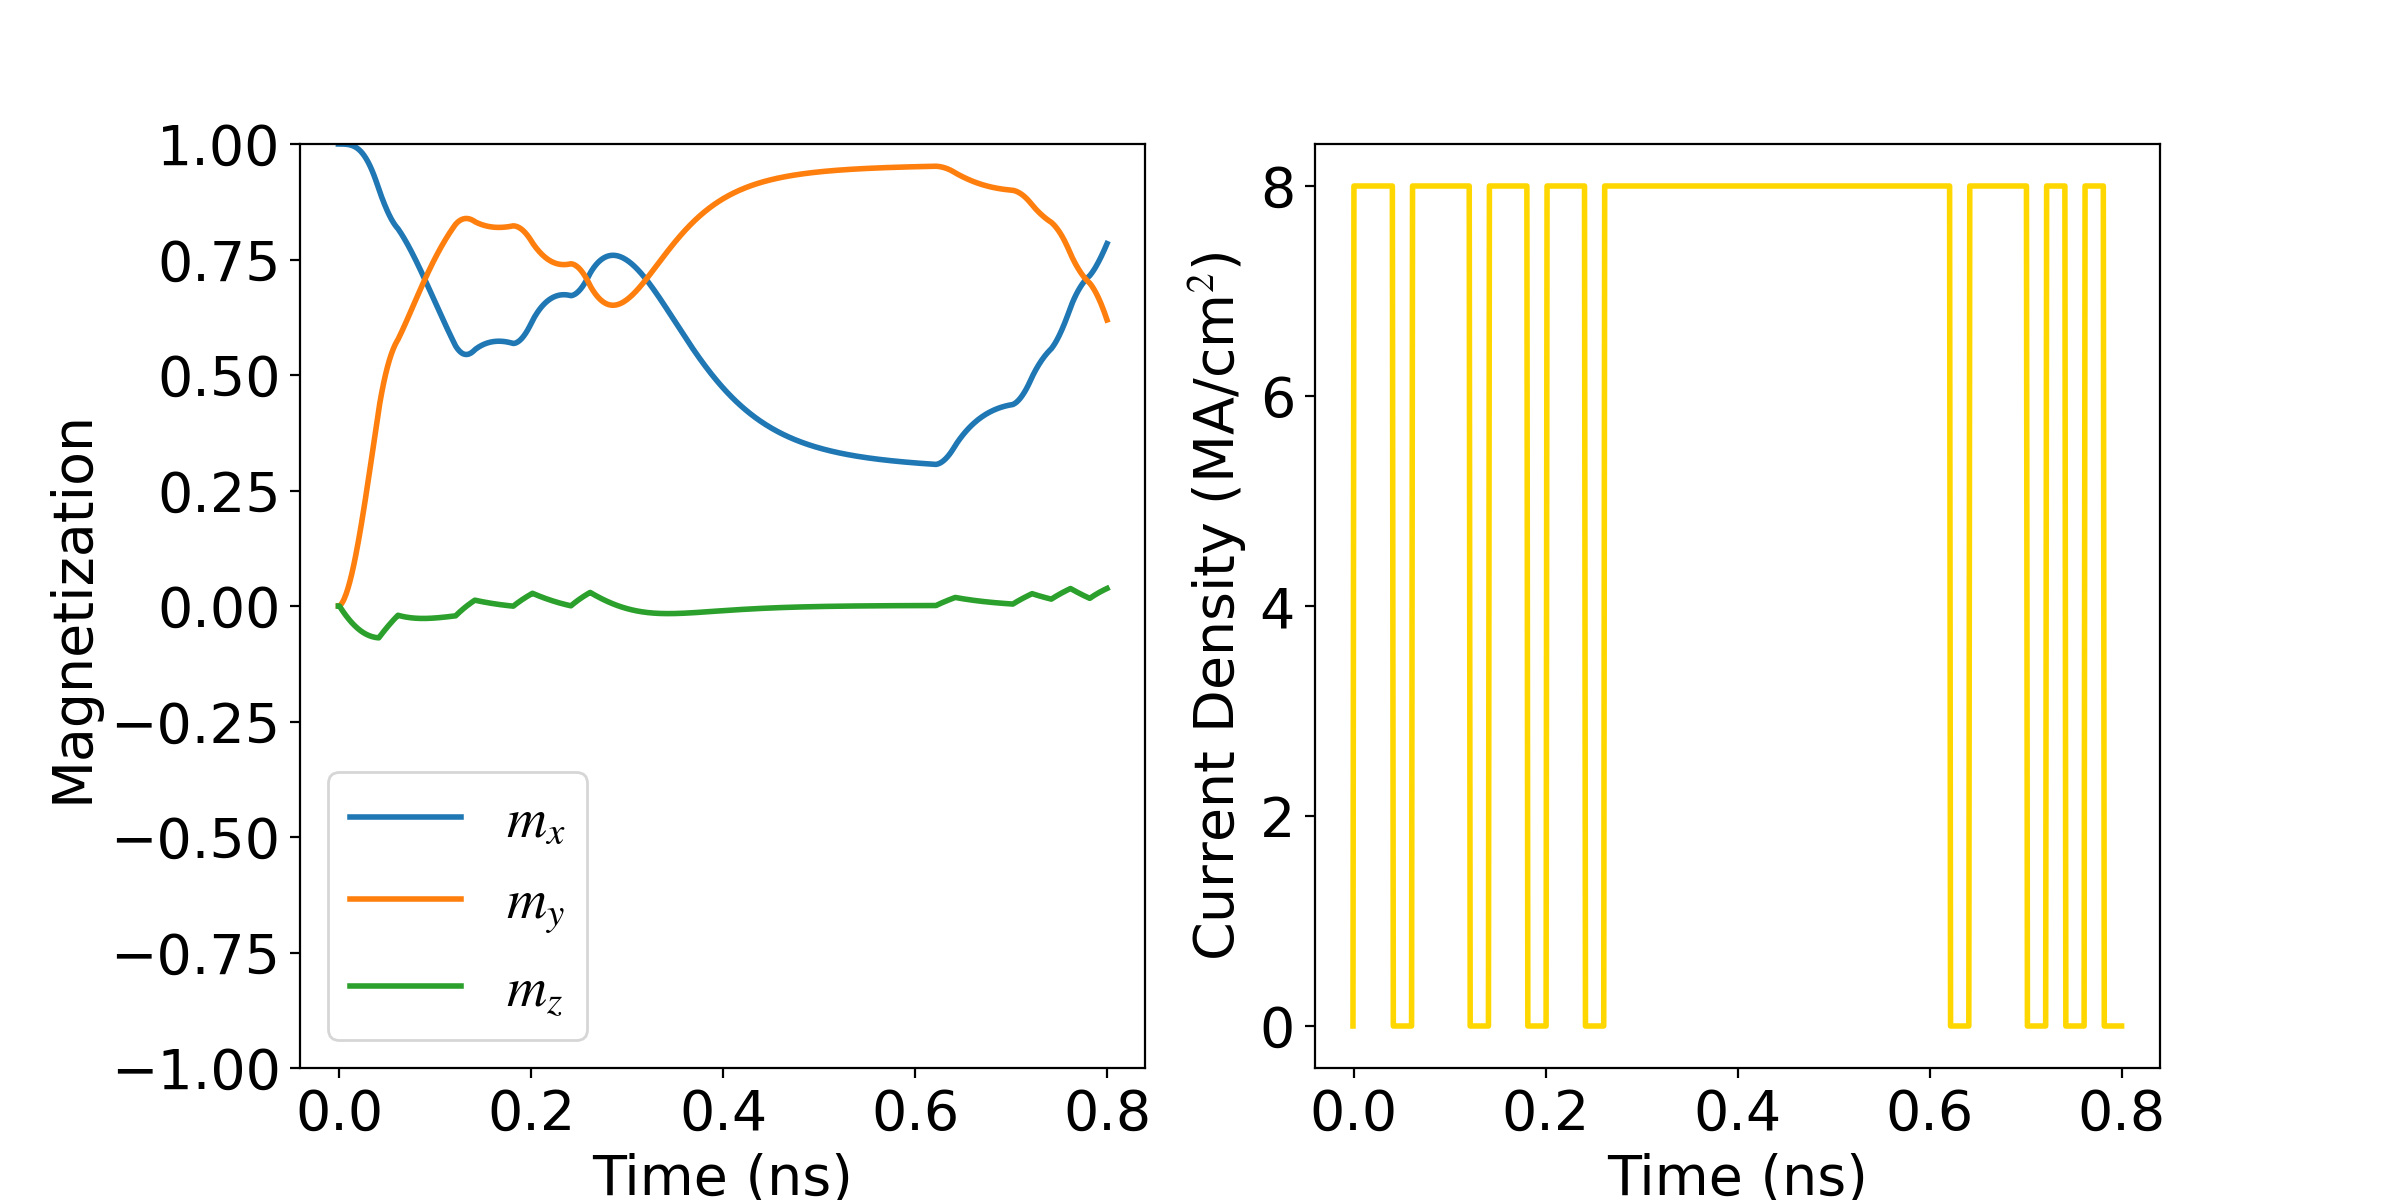 1.00
0.75
0.50
0.25
0.00
−0.25
−0.50
−0.75
−1.00
Magnetization
m_x
m_y
m_z
0.0 0.2 0.4 0.6 0.8
Time (ns)
8
6
4
2
0
Current Density (MA/cm²)
0.0 0.2 0.4 0.6 0.8
Time (ns)